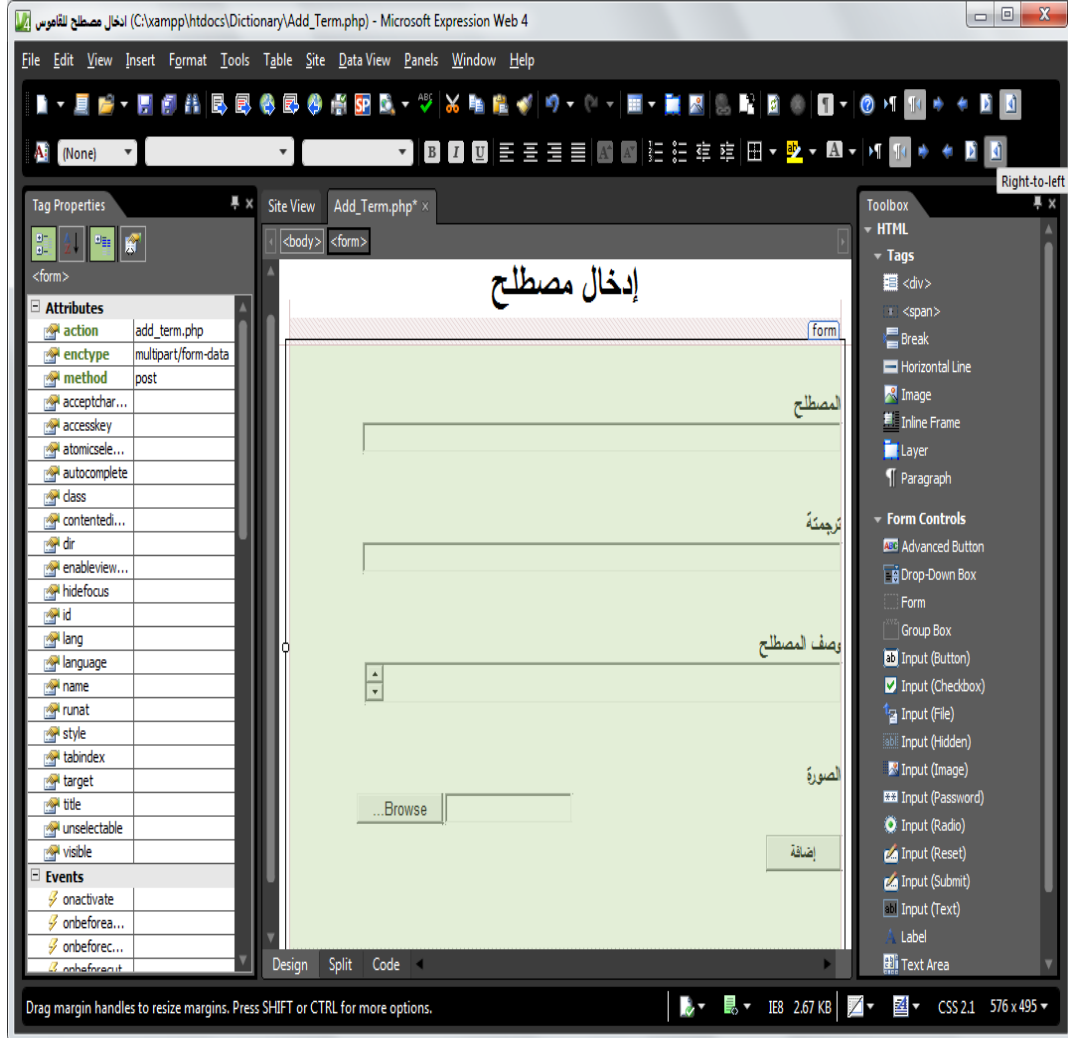 ادخال مصطلح للقاموس (C:\xampp\htdocs\Dictionary\Add_Term.php) - Microsoft Expression Web 4
File Edit View Insert Format Tools Table Site Data View Panels Window Help
(None)
Right-to-left
Tag Properties
<form>
Attributes
action add_term.php
enctype multipart/form-data
method post
acceptchar...
accesskey
atomicsele...
autocomplete
class
contentedi...
dir
enableview...
hidefocus
id
lang
language
name
runat
style
tabindex
target
title
unselectable
visible
Events
onactivate
onbeforea...
onbeforec...
onbeforecut
Site View Add_Term.php*
<body> <form>
إدخال مصطلح
form
المصطلح
ترجمتة
وصف المصطلح
الصورة
...Browse
إضافة
Design Split Code
Toolbox
HTML
Tags
<div>
<span>
Break
Horizontal Line
Image
Inline Frame
Layer
Paragraph
Form Controls
Advanced Button
Drop-Down Box
Form
Group Box
Input (Button)
Input (Checkbox)
Input (File)
Input (Hidden)
Input (Image)
Input (Password)
Input (Radio)
Input (Reset)
Input (Submit)
Input (Text)
Label
Text Area
Drag margin handles to resize margins. Press SHIFT or CTRL for more options.
IE8 2.67 KB CSS 2.1 576 x 495